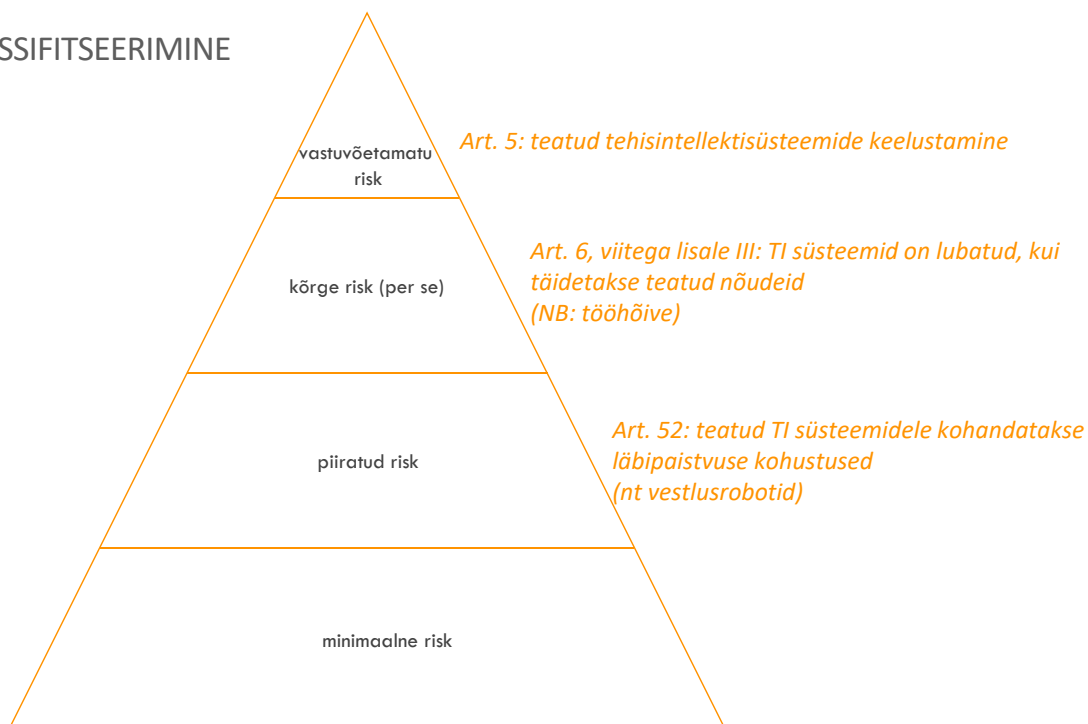 SSIFITSEERIMINE
vastuvõetamatu
risk
Art. 5: teatud tehisintellektisüsteemide keelustamine
kõrge risk (per se)
Art. 6, viitega lisale III: TI süsteemid on lubatud, kui
täidetakse teatud nõudeid
(NB: tööhõive)
piiratud risk
Art. 52: teatud TI süsteemidele kohandatakse
läbipaistvuse kohustused
(nt vestlusrobotid)
minimaalne risk